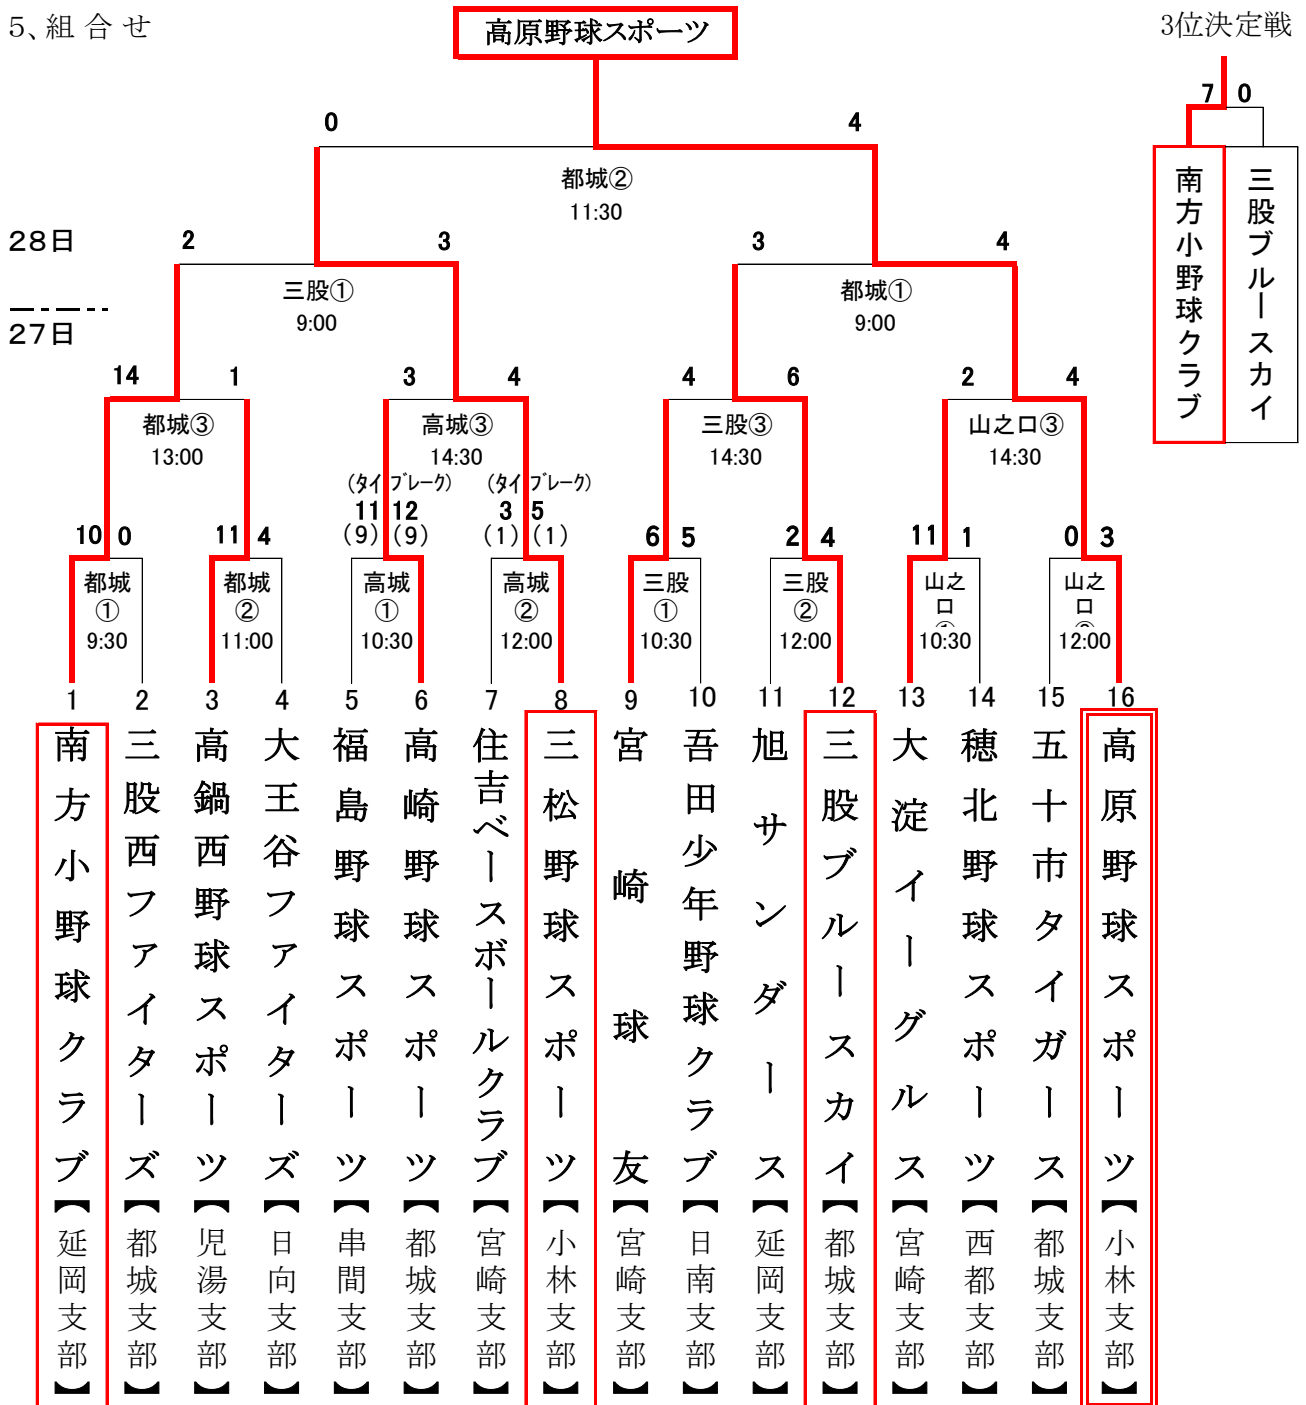 5、組合せ
高原野球スポーツ
3位決定戦
7 0
南方小野球クラブ
三股ブルースカイ
0 4
都城②
11:30
28日
2 3 3 4
三股① 都城①
9:00 9:00
27日
14 1 3 4 4 6 2 4
都城③ 高城③ 三股③ 山之口③
13:00 14:30 14:30 14:30
(タイブレーク) (タイブレーク)
11 12 3 5
10 0 11 4 (9) (9) (1) (1) 6 5 2 4 11 1 0 3
都城① 都城② 高城① 高城② 三股① 三股② 山之口 山之口
9:30 11:00 10:30 12:00 10:30 12:00 10:30 12:00
1 2 3 4 5 6 7 8 9 10 11 12 13 14 15 16
南方小野球クラブ【延岡支部】
三股西ファイターズ【都城支部】
高鍋西野球スポーツ【児湯支部】
大王谷ファイターズ【日向支部】
福島野球スポーツ【串間支部】
高崎野球スポーツ【都城支部】
住吉ベースボールクラブ【宮崎支部】
三松野球スポーツ【小林支部】
宮崎球友【宮崎支部】
吾田少年野球クラブ【日南支部】
旭サンダース【延岡支部】
三股ブルースカイ【都城支部】
大淀イーグルス【宮崎支部】
穂北野球スポーツ【西都支部】
五十市タイガース【都城支部】
高原野球スポーツ【小林支部】